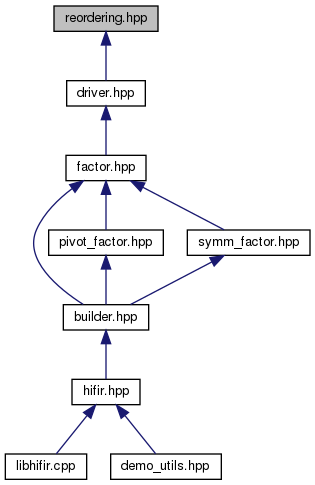 reordering.hpp
driver.hpp
factor.hpp
pivot_factor.hpp
symm_factor.hpp
builder.hpp
hifir.hpp
libhifir.cpp
demo_utils.hpp